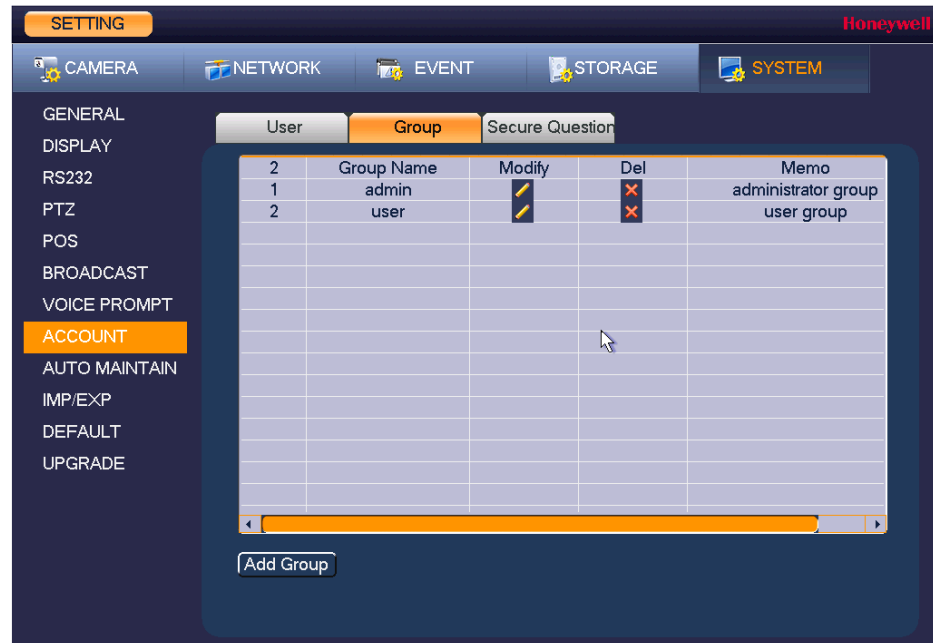 SETTING
Honeywell
CAMERA NETWORK EVENT STORAGE SYSTEM
GENERAL
DISPLAY
RS232
PTZ
POS
BROADCAST
VOICE PROMPT
ACCOUNT
AUTO MAINTAIN
IMP/EXP
DEFAULT
UPGRADE
User Group Secure Question
2 Group Name Modify Del Memo
1 admin administrator group
2 user user group
Add Group